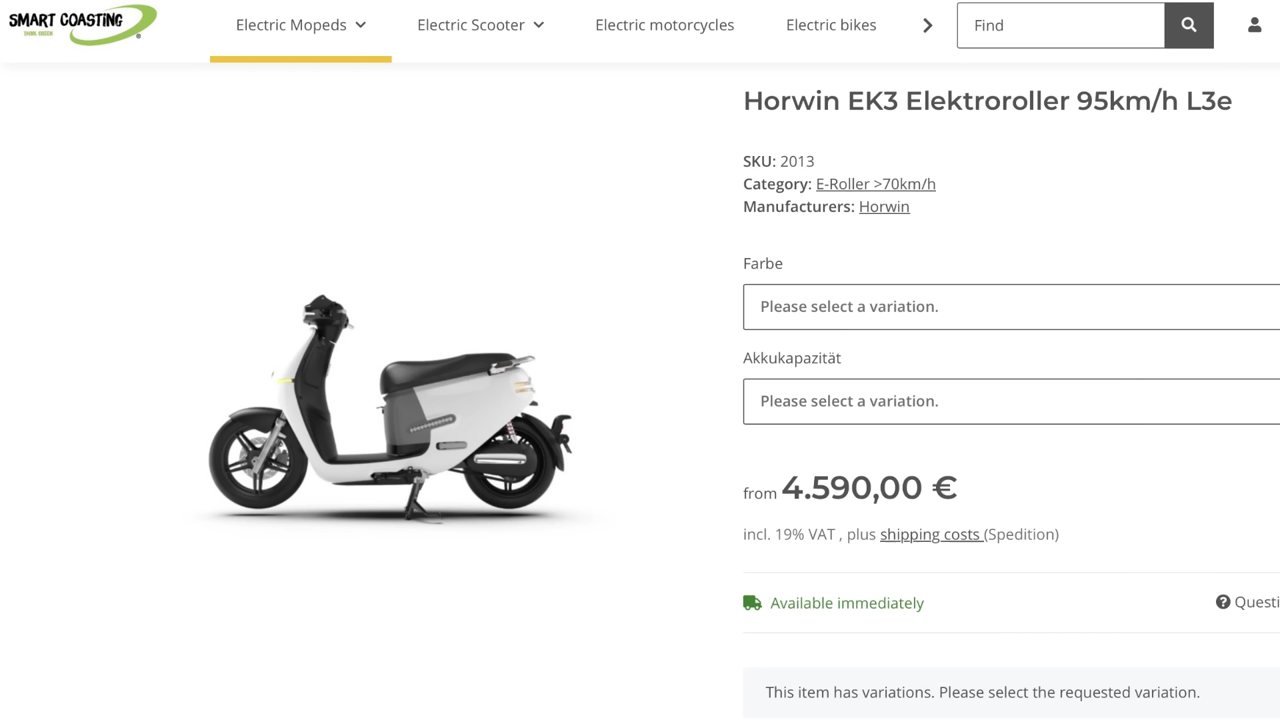 SMART COASTING
THINK GREEN
Electric Mopeds
Electric Scooter
Electric motorcycles
Electric bikes
Find
Horwin EK3 Elektroroller 95km/h L3e
SKU: 2013
Category: E-Roller >70km/h
Manufacturers: Horwin
Farbe
Please select a variation.
Akkukapazität
Please select a variation.
from 4.590,00 €
incl. 19% VAT , plus shipping costs (Spedition)
Available immediately
Questi
This item has variations. Please select the requested variation.